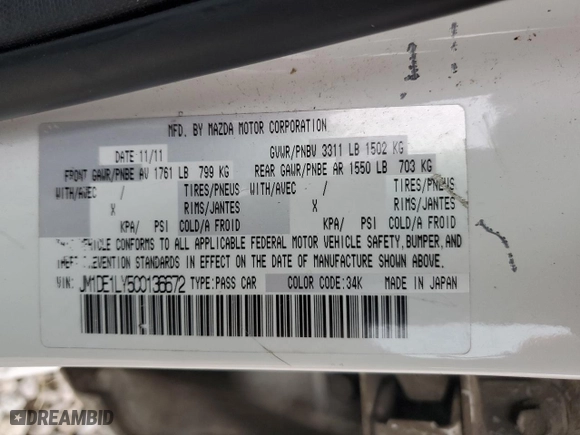 MFD. BY MAZDA MOTOR CORPORATION
DATE 11/11 GVWR/PNBV 3311 LB 1502 KG
FRONT GAWR/PNBE AV 1761 LB 799 KG REAR GAWR/PNBE AR 1550 LB 703 KG
WITH/AVEC / TIRES/PNEUS WITH/AVEC / TIRES/PNEUS
X RIMS/JANTES X RIMS/JANTES
KPA/ PSI COLD/A FROID KPA/ PSI COLD/A FROID
VEHICLE CONFORMS TO ALL APPLICABLE FEDERAL MOTOR VEHICLE SAFETY, BUMPER, AND
THEFT PREVENTION STANDARDS IN EFFECT ON THE DATE OF MANUFACTURE SHOWN ABOVE.
VIN: JM1DE1LY5C0136672 TYPE: PASS CAR COLOR CODE: 34K MADE IN JAPAN
DREAMBID